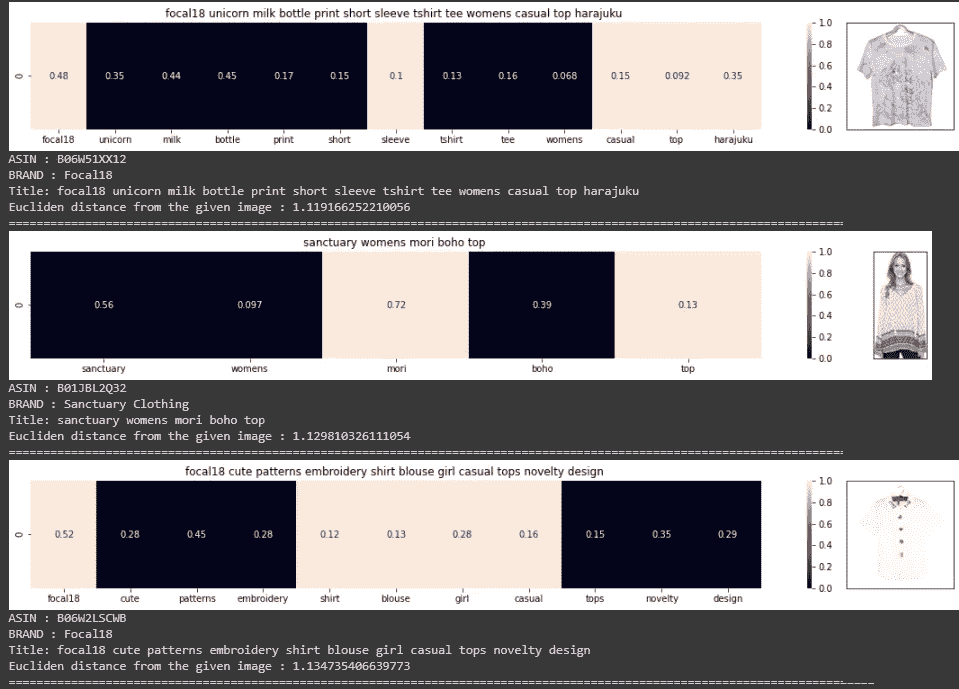 focal18 unicorn milk bottle print short sleeve tshirt tee womens casual top harajuku
0.48 0.35 0.44 0.45 0.17 0.15 0.1 0.13 0.16 0.068 0.15 0.092 0.35
0
1.0
0.8
0.6
0.4
0.2
0.0
focal18 unicorn milk bottle print short sleeve tshirt tee womens casual top harajuku
ASIN : B06W51XX12
BRAND : Focal18
Title: focal18 unicorn milk bottle print short sleeve tshirt tee womens casual top harajuku
Eucliden distance from the given image : 1.119166252210056
sanctuary womens mori boho top
0.56 0.097 0.72 0.39 0.13
0
1.0
0.8
0.6
0.4
0.2
0.0
sanctuary womens mori boho top
ASIN : B01JBL2Q32
BRAND : Sanctuary Clothing
Title: sanctuary womens mori boho top
Eucliden distance from the given image : 1.129810326111054
focal18 cute patterns embroidery shirt blouse girl casual tops novelty design
0.52 0.28 0.45 0.28 0.12 0.13 0.28 0.16 0.15 0.35 0.29
0
1.0
0.8
0.6
0.4
0.2
0.0
focal18 cute patterns embroidery shirt blouse girl casual tops novelty design
ASIN : B06W2LSCWB
BRAND : Focal18
Title: focal18 cute patterns embroidery shirt blouse girl casual tops novelty design
Eucliden distance from the given image : 1.134735406639773